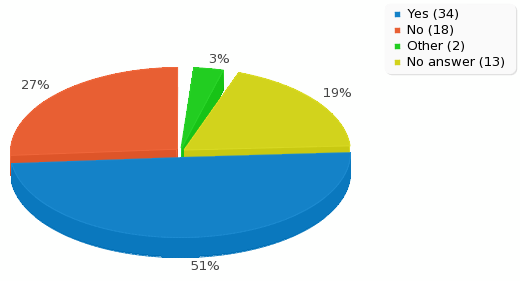 Yes (34)
No (18)
Other (2)
No answer (13)
3%
27%
19%
51%